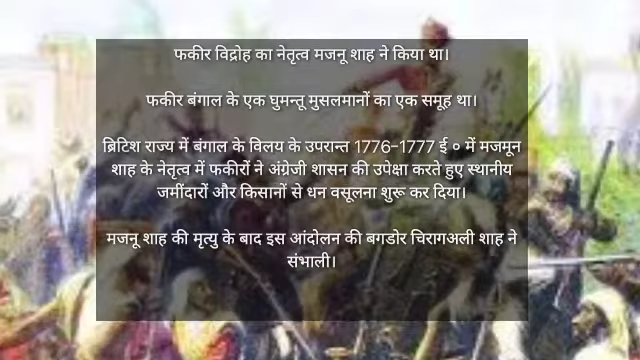 फकीर विद्रोह का नेतृत्व मजनू शाह ने किया था।
फकीर बंगाल के एक घुमन्तू मुसलमानों का एक समूह था।
ब्रिटिश राज्य में बंगाल के विलय के उपरान्त 1776-1777 ई ० में मजमून
शाह के नेतृत्व में फकीरों ने अंग्रेजी शासन की उपेक्षा करते हुए स्थानीय
जमींदारों और किसानों से धन वसूलना शुरू कर दिया।
मजनू शाह की मृत्यु के बाद इस आंदोलन की बगडोर चिरागअली शाह ने
संभाली।